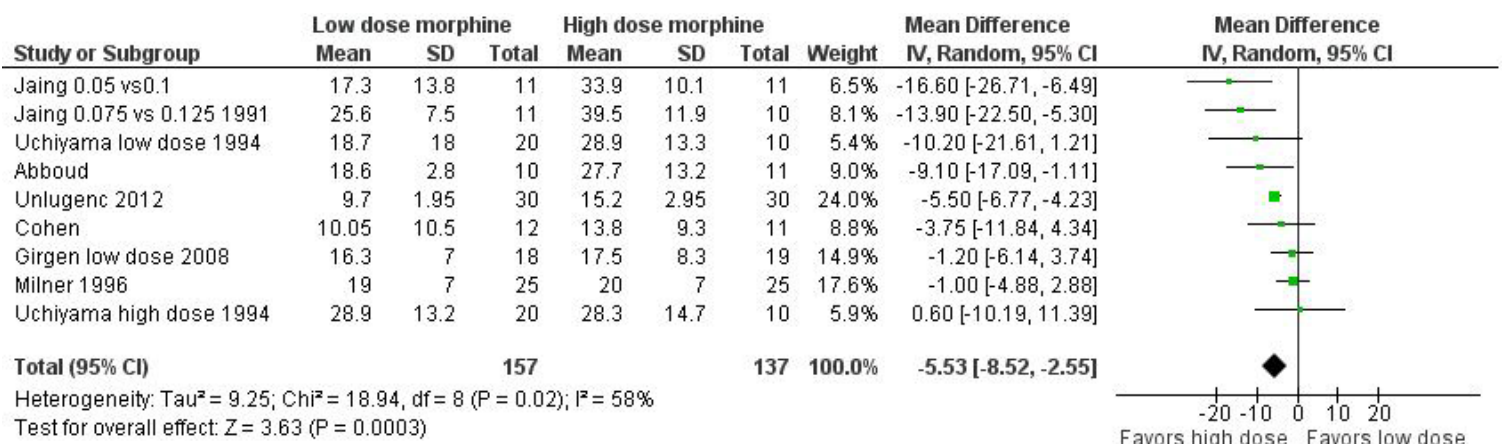 Low dose morphine High dose morphine Mean Difference Mean Difference
Study or Subgroup Mean SD Total Mean SD Total Weight IV, Random, 95% CI IV, Random, 95% CI
Jaing 0.05 vs0.1 17.3 13.8 11 33.9 10.1 11 6.5% -16.60 [-26.71, -6.49]
Jaing 0.075 vs 0.125 1991 25.6 7.5 11 39.5 11.9 10 8.1% -13.90 [-22.50, -5.30]
Uchiyama low dose 1994 18.7 18 20 28.9 13.3 10 5.4% -10.20 [-21.61, 1.21]
Abboud 18.6 2.8 10 27.7 13.2 11 9.0% -9.10 [-17.09, -1.11]
Unlugenc 2012 9.7 1.95 30 15.2 2.95 30 24.0% -5.50 [-6.77, -4.23]
Cohen 10.05 10.5 12 13.8 9.3 11 8.8% -3.75 [-11.84, 4.34]
Girgen low dose 2008 16.3 7 18 17.5 8.3 19 14.9% -1.20 [-6.14, 3.74]
Milner 1996 19 7 25 20 7 25 17.6% -1.00 [-4.88, 2.88]
Uchiyama high dose 1994 28.9 13.2 20 28.3 14.7 10 5.9% 0.60 [-10.19, 11.39]
Total (95% CI) 157 137 100.0% -5.53 [-8.52, -2.55]
Heterogeneity: Tau² = 9.25; Chi² = 18.94, df = 8 (P = 0.02); I² = 58%
Test for overall effect: Z = 3.63 (P = 0.0003)
-20 -10 0 10 20
Favors high dose Favors low dose